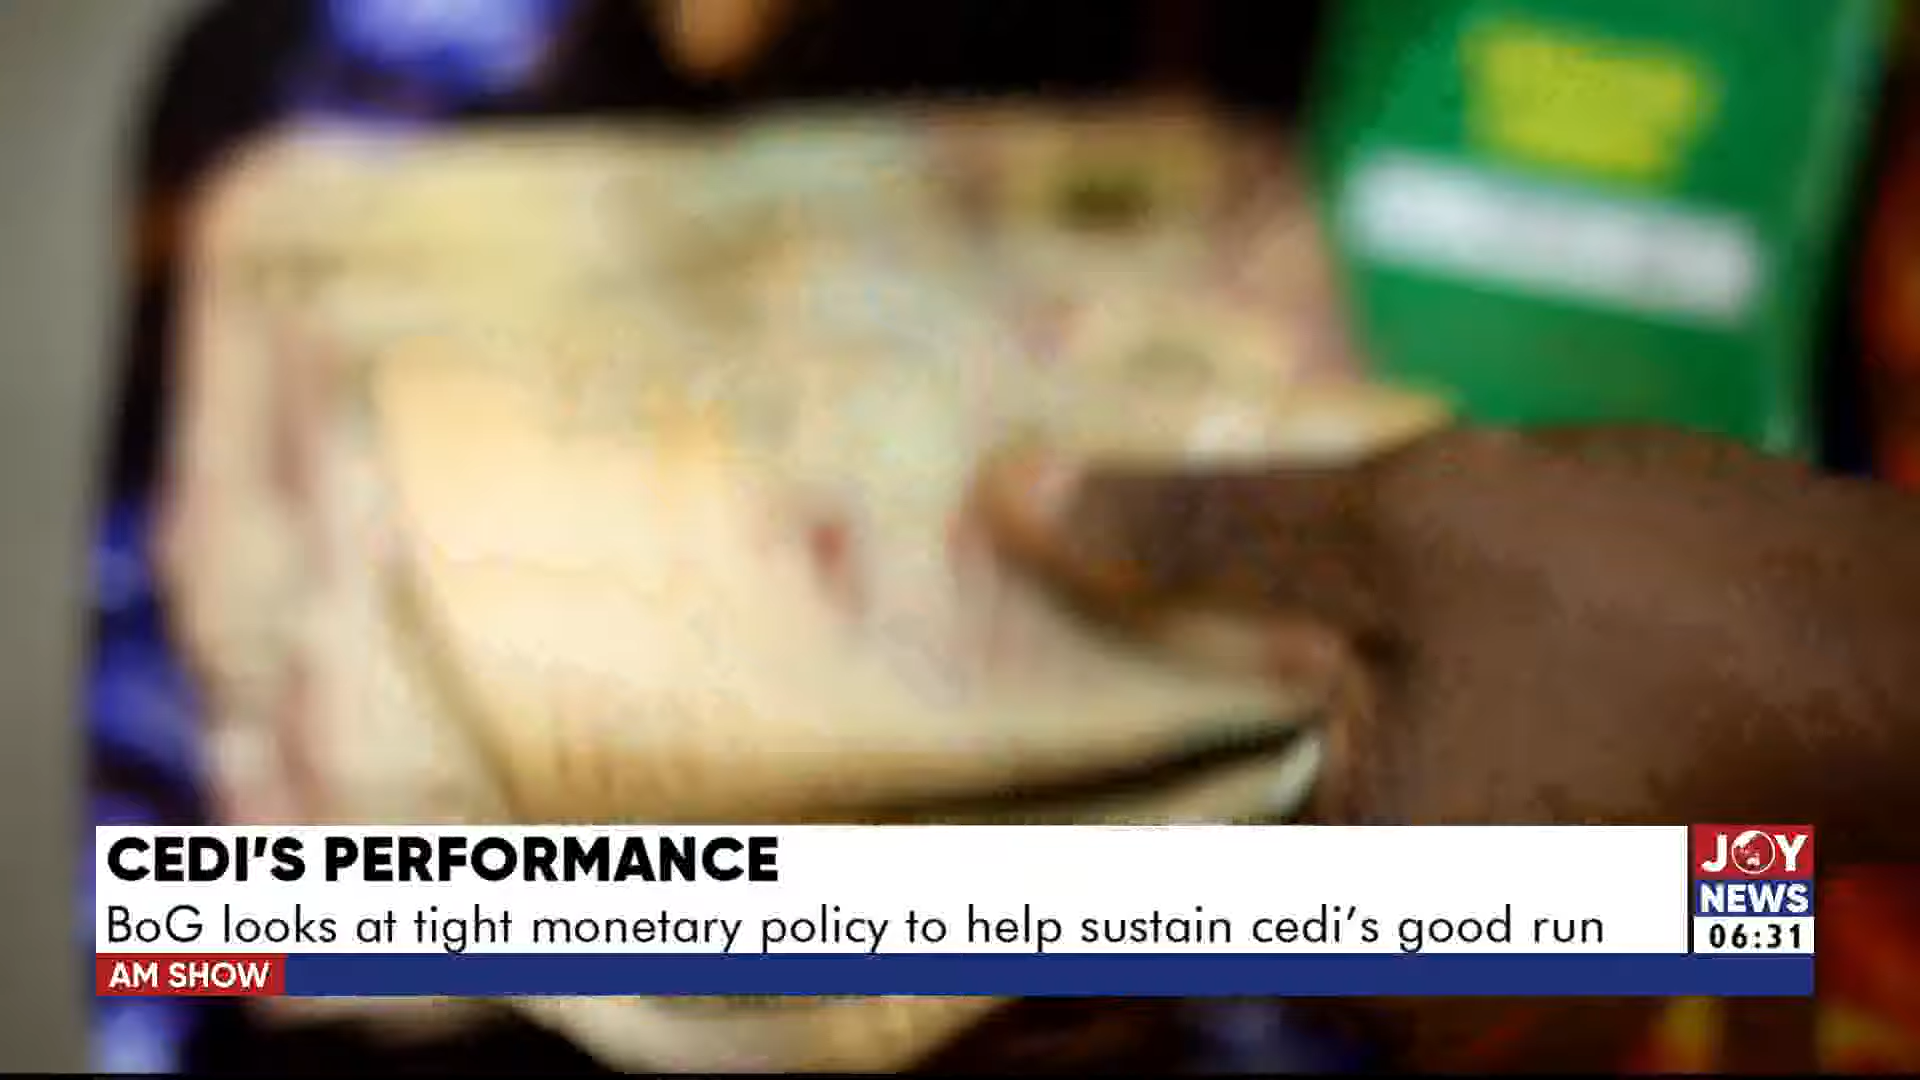 CEDI'S PERFORMANCE
BoG looks at tight monetary policy to help sustain cedi's good run
JOY
NEWS
06:31
AM SHOW